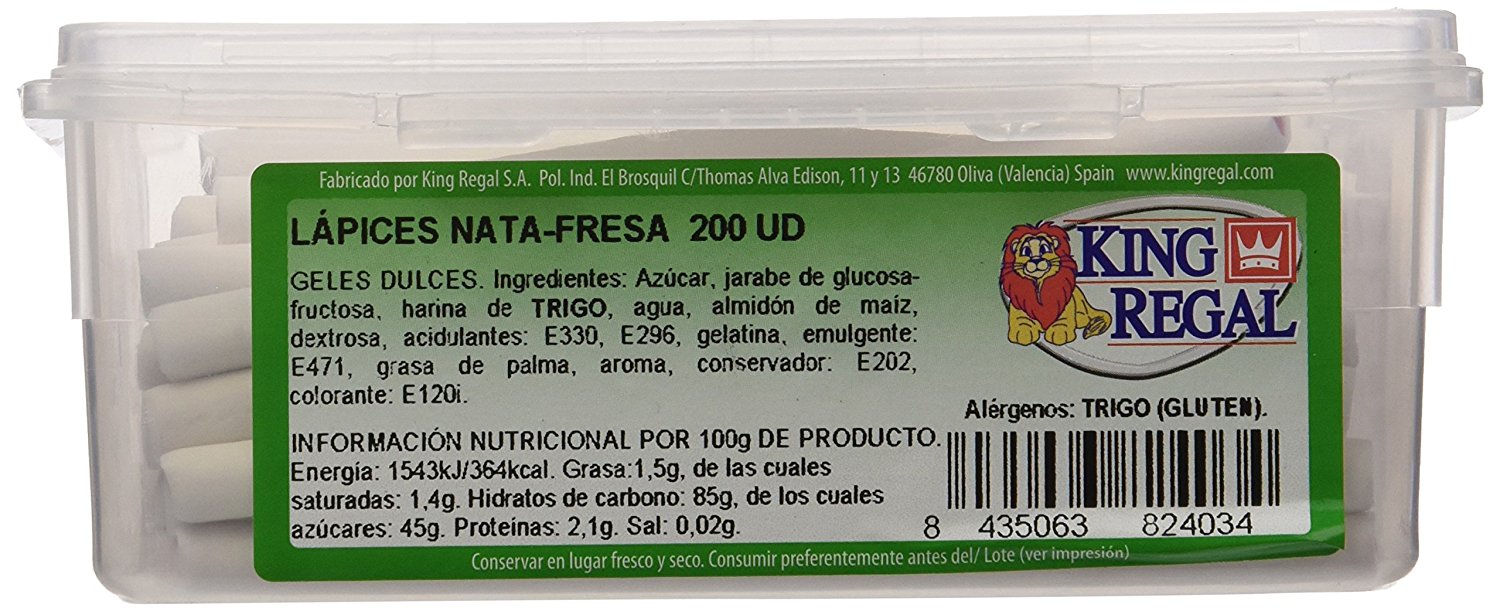 Fabricado por King Regal S.A. Pol. Ind. El Brosquil C/Thomas Alva Edison, 11 y 13 46780 Oliva (Valencia) Spain www.kingregal.com
LÁPICES NATA-FRESA 200 UD
GELES DULCES. Ingredientes: Azúcar, jarabe de glucosa-
fructosa, harina de TRIGO, agua, almidón de maíz,
dextrosa, acidulantes: E330, E296, gelatina, emulgente:
E471, grasa de palma, aroma, conservador: E202,
colorante: E120i.
INFORMACIÓN NUTRICIONAL POR 100g DE PRODUCTO.
Energía: 1543kJ/364kcal. Grasa:1,5g, de las cuales
saturadas: 1,4g. Hidratos de carbono: 85g, de los cuales
azúcares: 45g. Proteínas: 2,1g. Sal: 0,02g.
KING
REGAL
Alérgenos: TRIGO (GLUTEN).
8 435063 824034
Conservar en lugar fresco y seco. Consumir preferentemente antes del/ Lote (ver impresión)